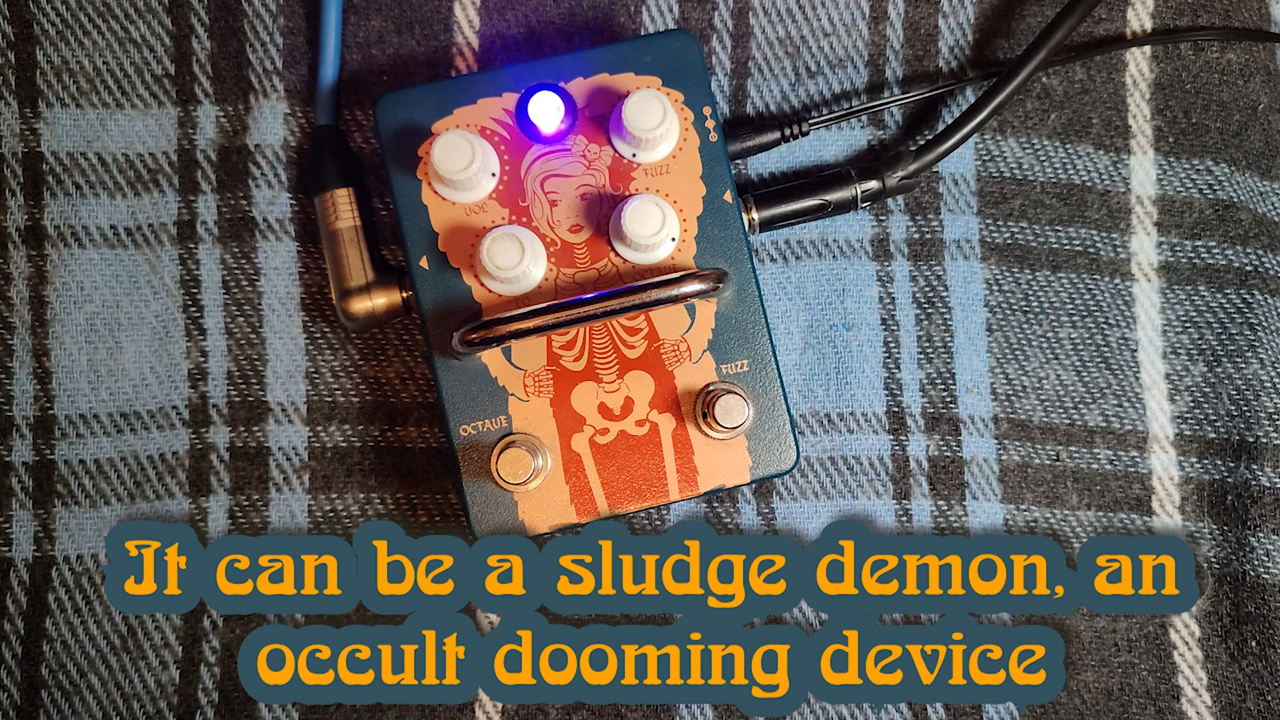 VOL
FUZZ
FUZZ
OCTAVE
It can be a sludge demon, an
occult dooming device